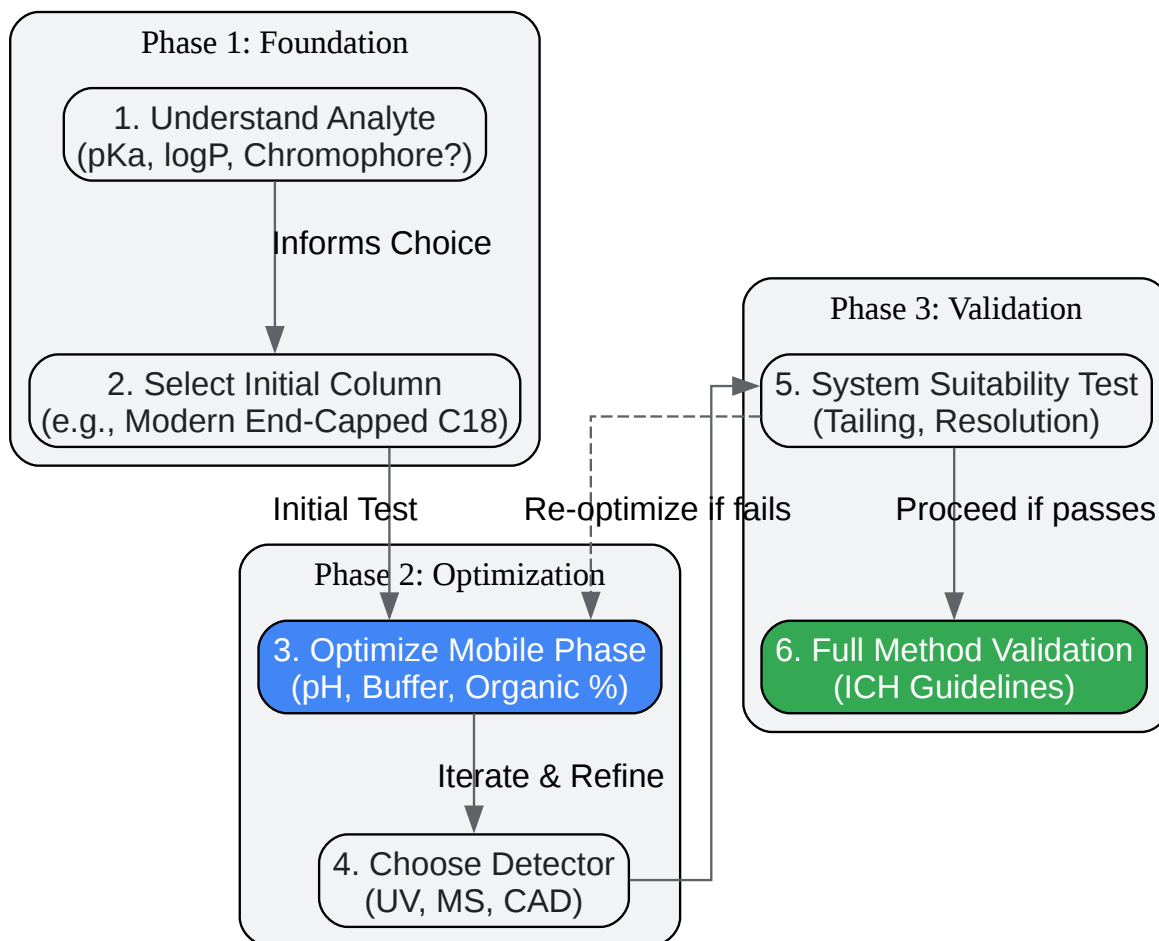 Phase 1: Foundation
1. Understand Analyte
(pKa, logP, Chromophore?)
Informs Choice
2. Select Initial Column
(e.g., Modern End-Capped C18)
Initial Test
Phase 2: Optimization
3. Optimize Mobile Phase
(pH, Buffer, Organic %)
Iterate & Refine
4. Choose Detector
(UV, MS, CAD)
Phase 3: Validation
5. System Suitability Test
(Tailing, Resolution)
Re-optimize if fails
Proceed if passes
6. Full Method Validation
(ICH Guidelines)